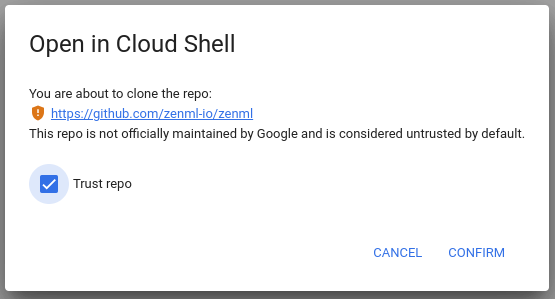 Open in Cloud Shell
You are about to clone the repo:
https://github.com/zenml-io/zenml
This repo is not officially maintained by Google and is considered untrusted by default.
Trust repo
CANCEL CONFIRM